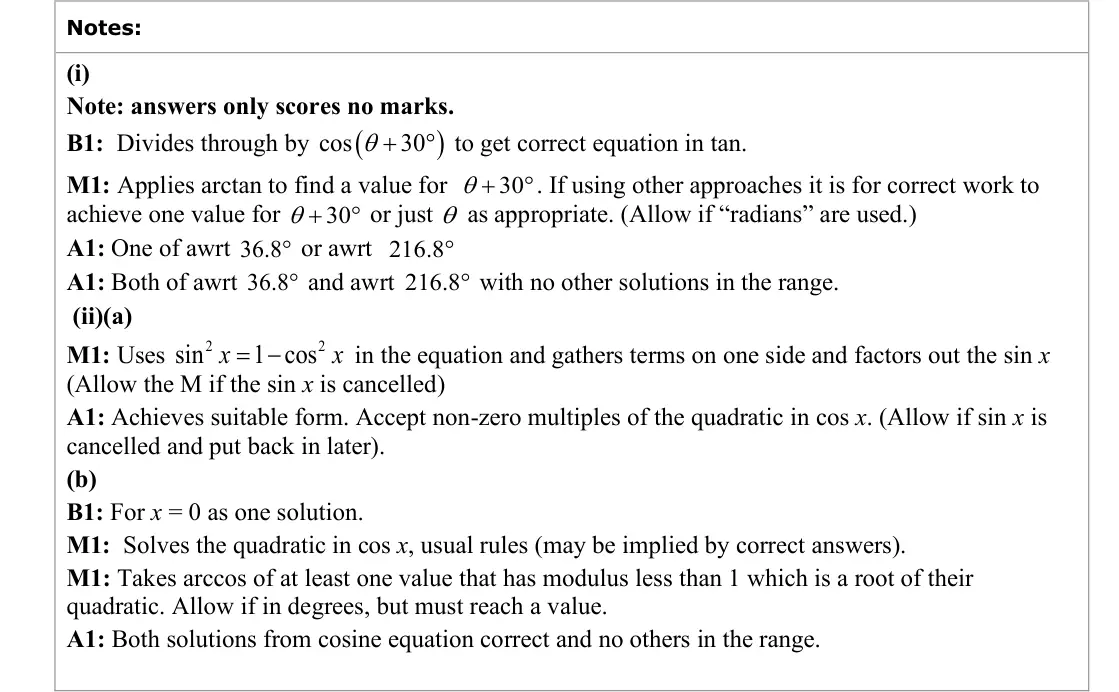 Notes:
(i)
Note: answers only scores no marks.
B1: Divides through by cos(θ+30°) to get correct equation in tan.
M1: Applies arctan to find a value for θ+30°. If using other approaches it is for correct work to
achieve one value for θ+30° or just θ as appropriate. (Allow if “radians” are used.)
A1: One of awrt 36.8° or awrt 216.8°
A1: Both of awrt 36.8° and awrt 216.8° with no other solutions in the range.
(ii)(a)
M1: Uses sin² x = 1 − cos² x in the equation and gathers terms on one side and factors out the sin x
(Allow the M if the sin x is cancelled)
A1: Achieves suitable form. Accept non-zero multiples of the quadratic in cos x. (Allow if sin x is
cancelled and put back in later).
(b)
B1: For x = 0 as one solution.
M1: Solves the quadratic in cos x, usual rules (may be implied by correct answers).
M1: Takes arccos of at least one value that has modulus less than 1 which is a root of their
quadratic. Allow if in degrees, but must reach a value.
A1: Both solutions from cosine equation correct and no others in the range.